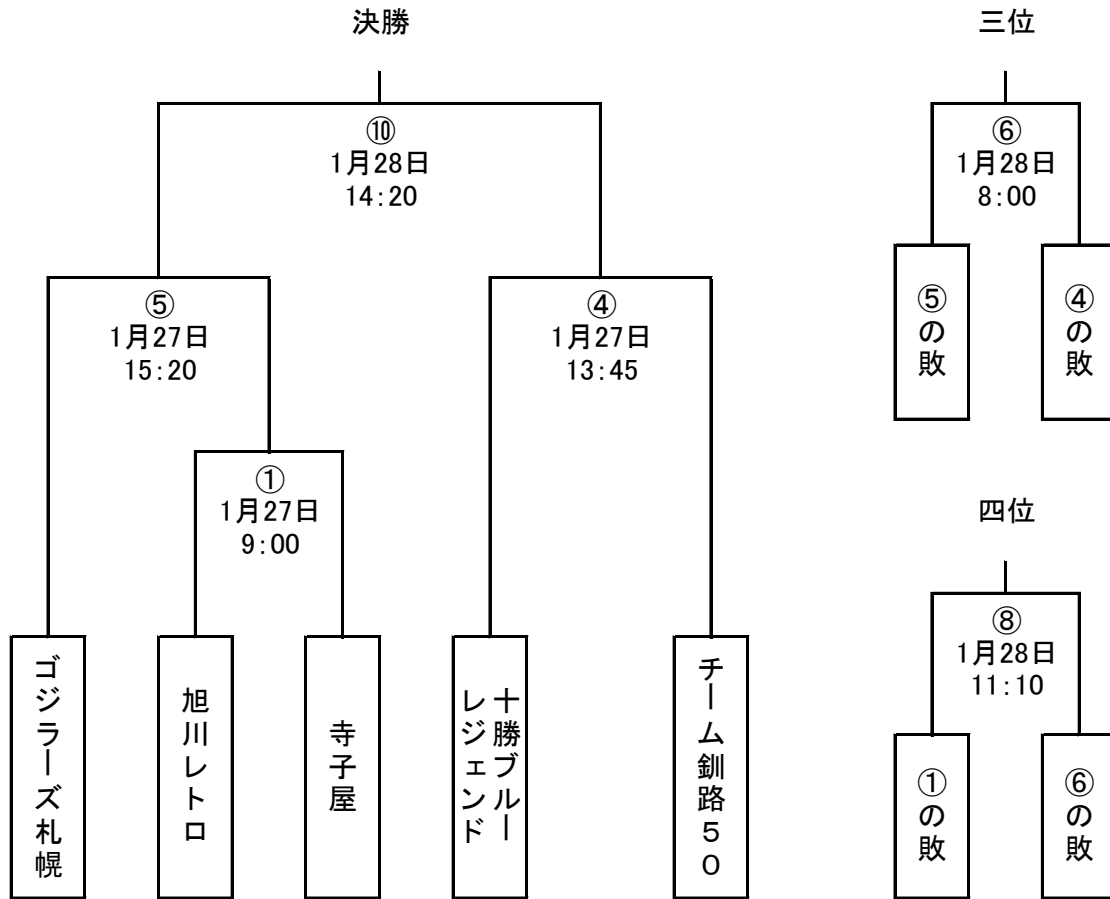 決勝
⑩
1月28日
14:20
⑤
1月27日
15:20
④
1月27日
13:45
①
1月27日
9:00
ゴジラーズ札幌
旭川レトロ
寺子屋
十勝ブルー
レジェンド
チーム釧路50
三位
⑥
1月28日
8:00
⑤の敗
④の敗
四位
⑧
1月28日
11:10
①の敗
⑥の敗